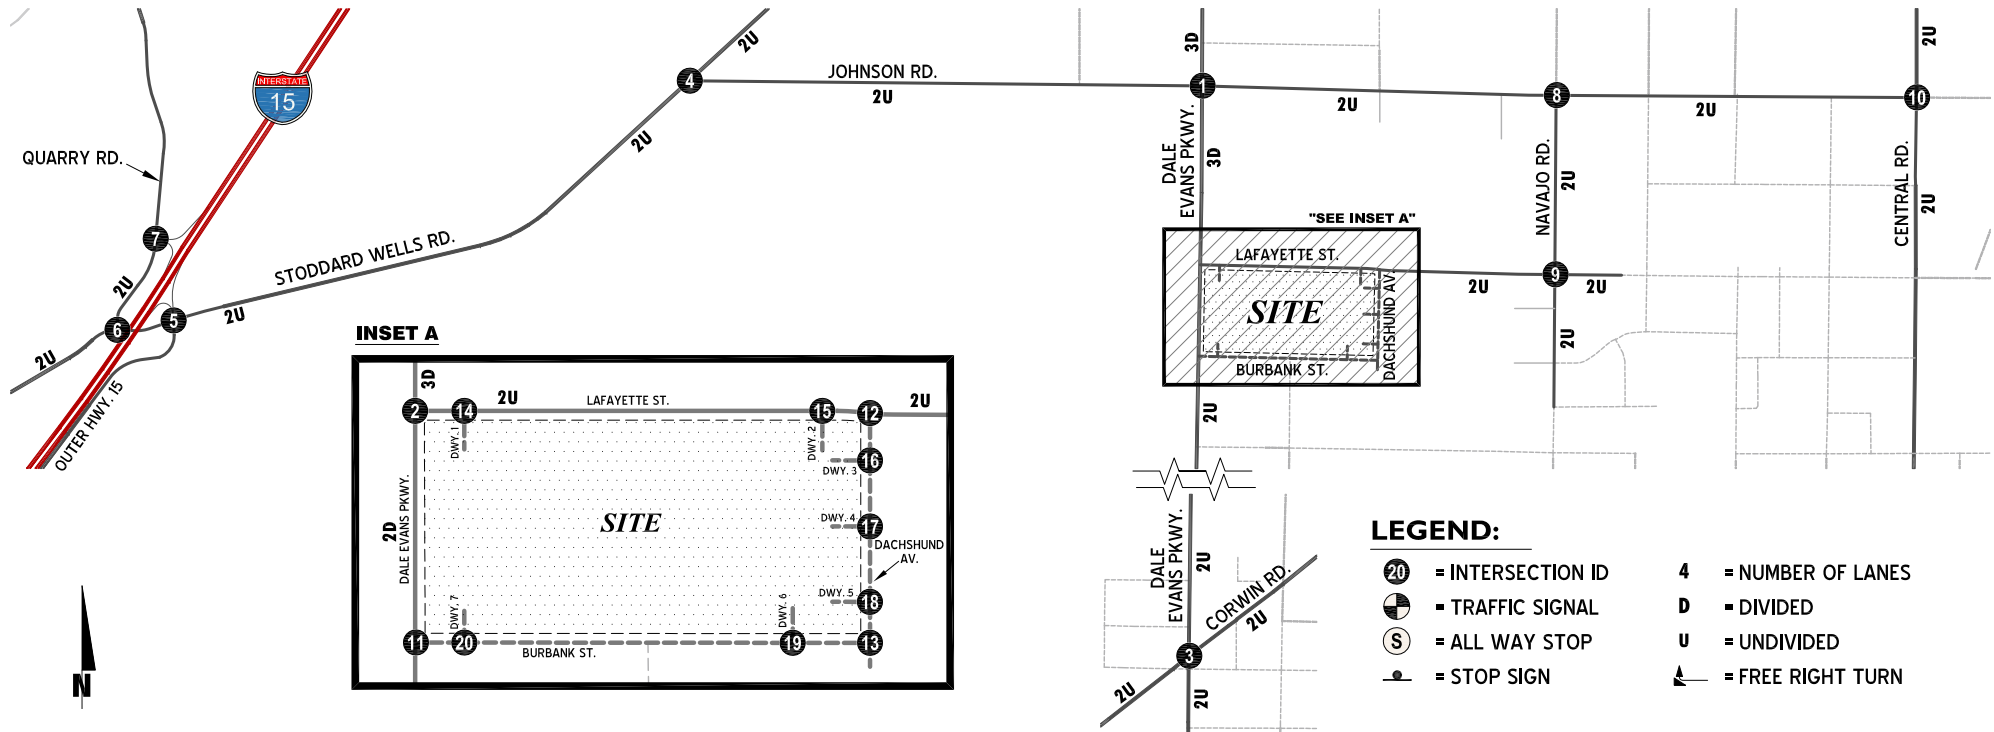 2U
3D
2U
INTERSTATE
15
4
JOHNSON RD.
2U
1
2U
8
2U
10
2U
QUARRY RD.
DALE
EVANS PKWY.
3D
NAVAJO RD.
2U
CENTRAL RD.
2U
"SEE INSET A"
7
STODDARD WELLS RD.
LAFAYETTE ST.
2U
9
2U
2U
5
2U
6
2U
SITE
DACHSHUND AV.
2U
BURBANK ST.
2U
OUTER HWY. 15
INSET A
3D
2
14
2U
LAFAYETTE ST.
15
12
2U
DWY. 1
DWY. 2
16
DWY. 3
DALE EVANS PKWY.
2D
SITE
DWY. 4
17
DACHSHUND
AV.
DWY. 5
18
DWY. 7
DWY. 6
11
20
BURBANK ST.
19
13
N
DALE
EVANS PKWY.
2U
CORWIN RD.
2U
3
2U
2U
LEGEND:
20 = INTERSECTION ID
= TRAFFIC SIGNAL
S = ALL WAY STOP
= STOP SIGN
4 = NUMBER OF LANES
D = DIVIDED
U = UNDIVIDED
= FREE RIGHT TURN